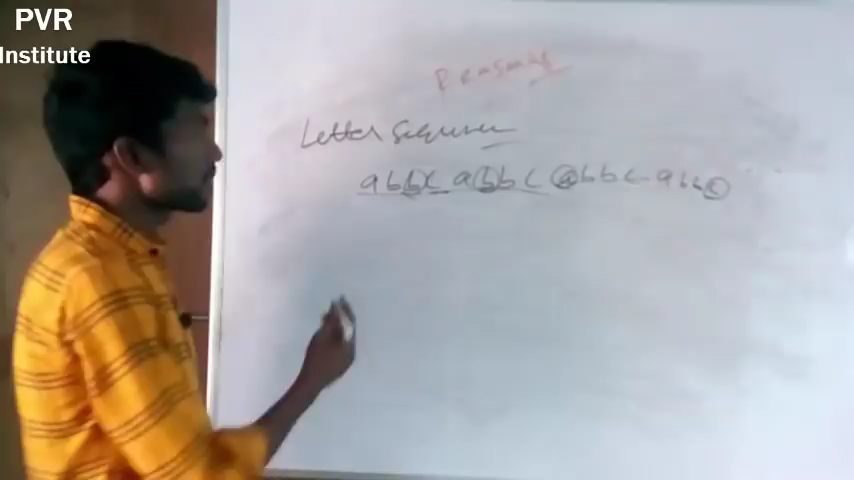 PVR
Institute
Reasoning
Letter Sequence
abbc abbc abbc abbc